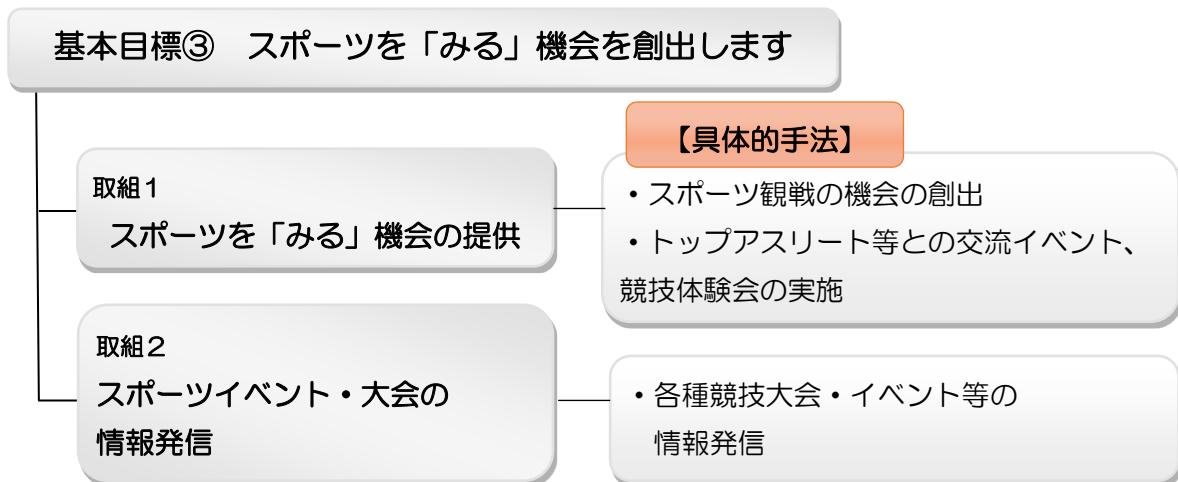 基本目標③　スポーツを「みる」機会を創出します
【具体的手法】
取組１
スポーツを「みる」機会の提供
・スポーツ観戦の機会の創出
・トップアスリート等との交流イベント、
競技体験会の実施
取組２
スポーツイベント・大会の
情報発信
・各種競技大会・イベント等の
情報発信